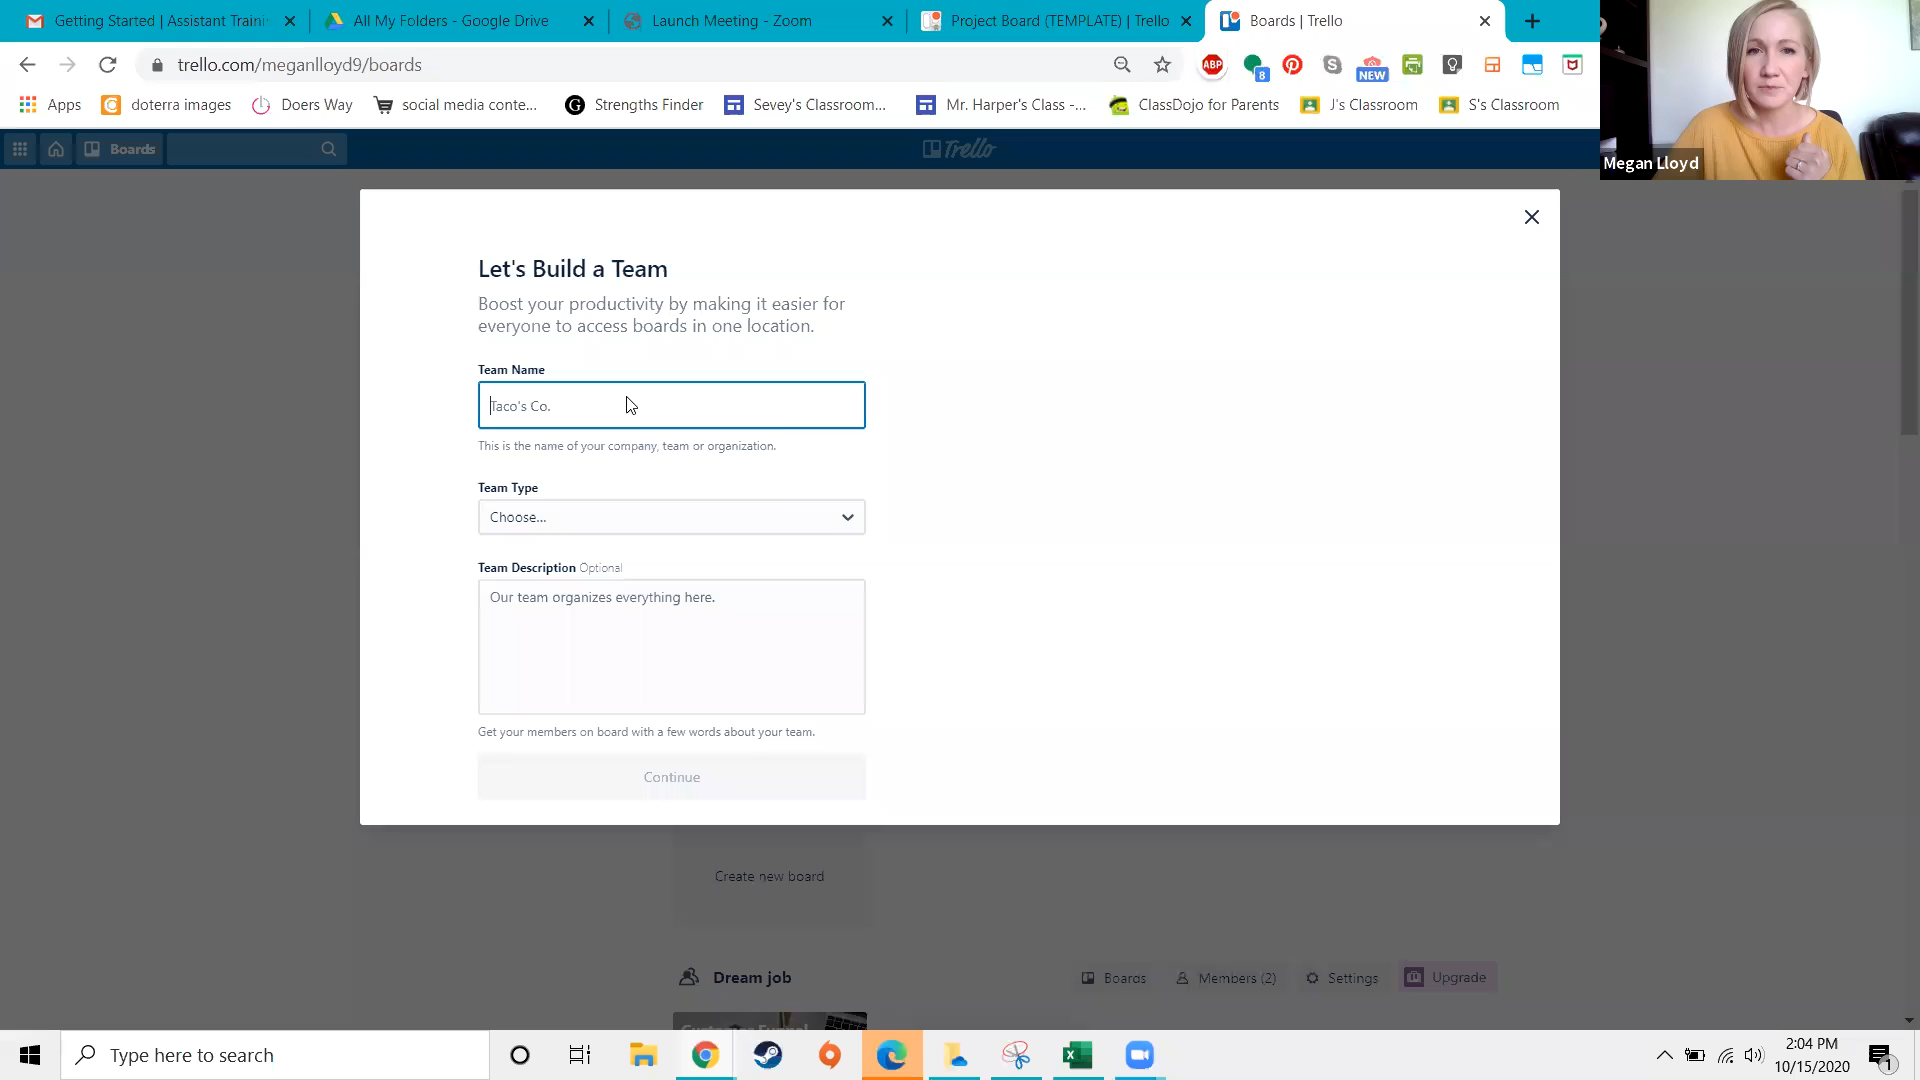 Getting Started | Assistant Traini
All My Folders - Google Drive
Launch Meeting - Zoom
Project Board (TEMPLATE) | Trello
Boards | Trello
trello.com/meganlloyd9/boards
ABP
8
NEW
Apps
doterra images
Doers Way
social media conte...
Strengths Finder
Sevey's Classroom...
Mr. Harper's Class -...
ClassDojo for Parents
J's Classroom
S's Classroom
Megan Lloyd
Boards
Trello
Let's Build a Team
Boost your productivity by making it easier for
everyone to access boards in one location.
Team Name
Taco's Co.
This is the name of your company, team or organization.
Team Type
Choose...
Team Description Optional
Our team organizes everything here.
Get your members on board with a few words about your team.
Continue
Create new board
Dream job
Boards
Members (2)
Settings
Upgrade
Type here to search
2:04 PM
10/15/2020
1